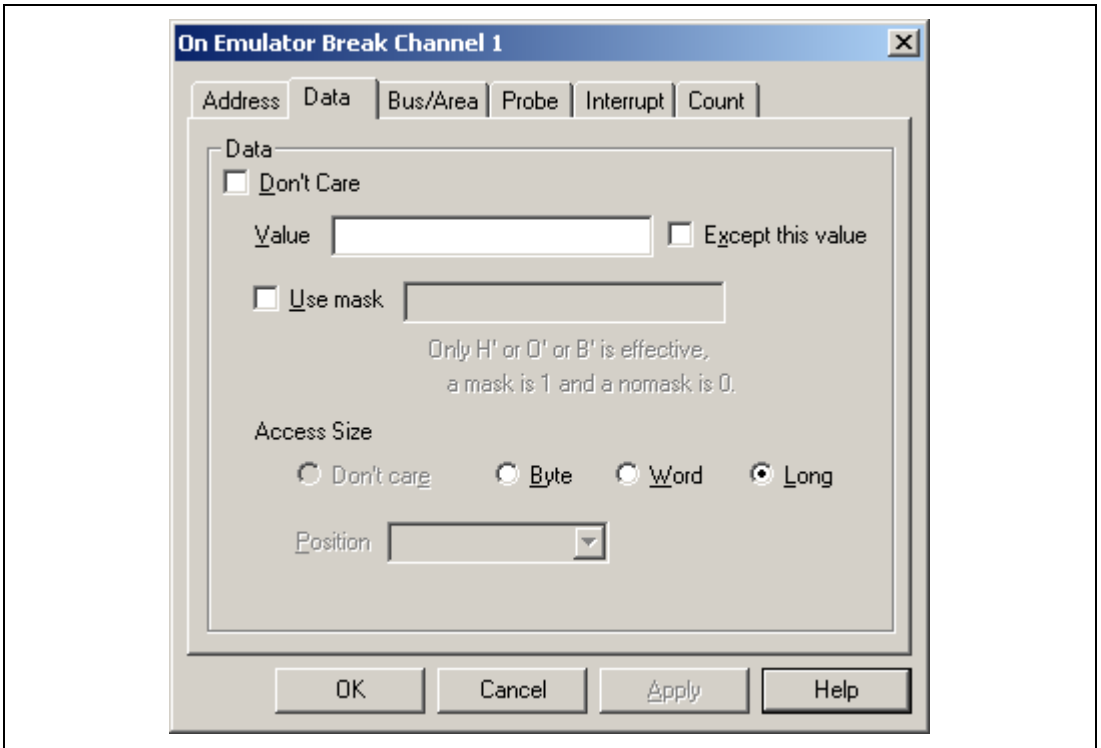 On Emulator Break Channel 1
Address Data Bus/Area Probe Interrupt Count
Data
Don't Care
Value Except this value
Use mask
Only H' or O' or B' is effective,
a mask is 1 and a nomask is 0.
Access Size
Don't care Byte Word Long
Position
OK Cancel Apply Help